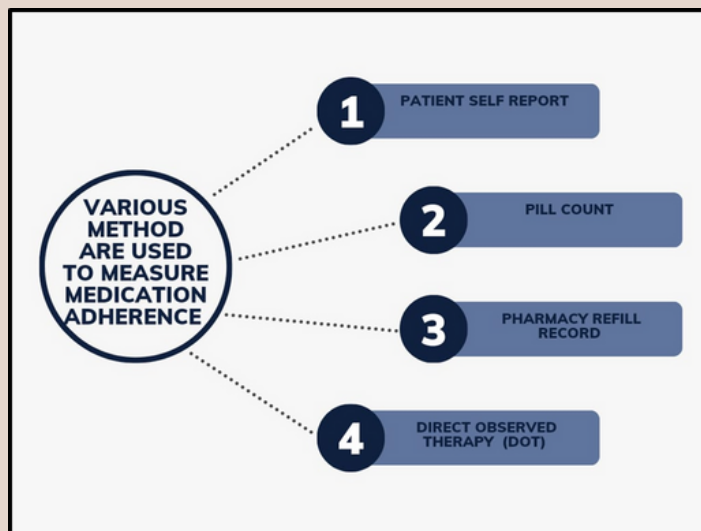 VARIOUS
METHOD
ARE USED
TO MEASURE
MEDICATION
ADHERENCE
1
PATIENT SELF REPORT
2
PILL COUNT
3
PHARMACY REFILL
RECORD
4
DIRECT OBSERVED
THERAPY (DOT)